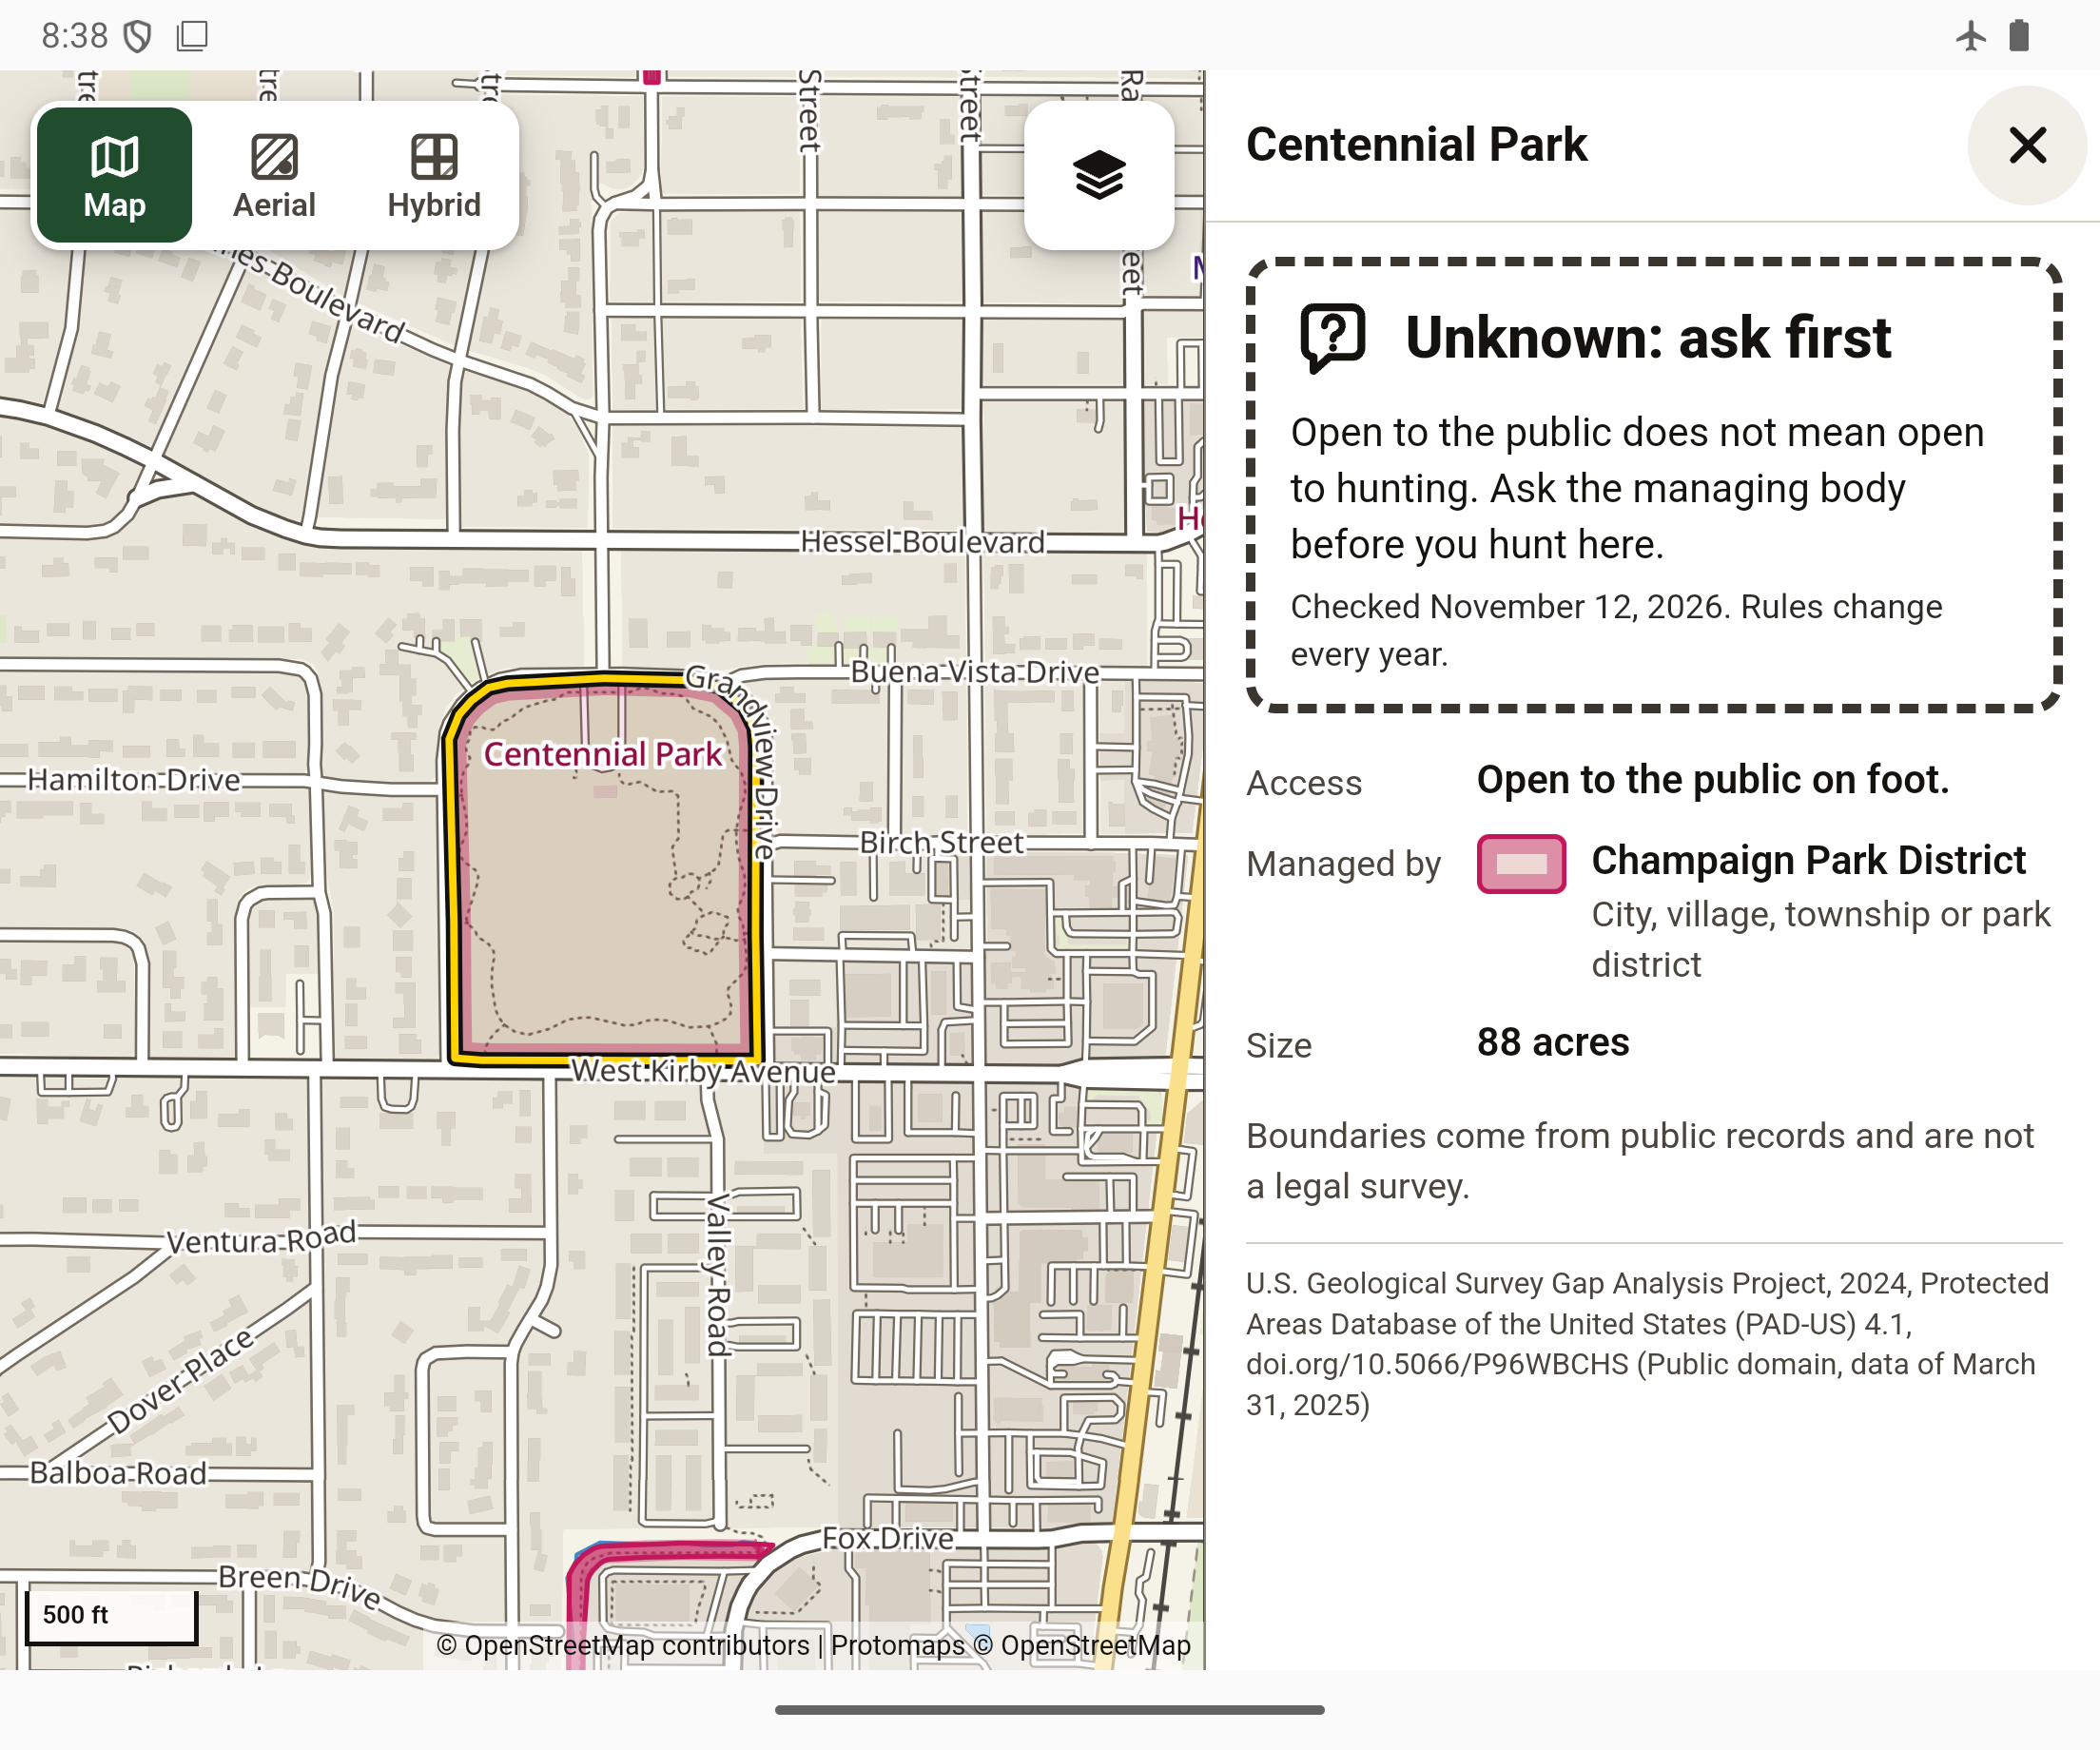 8:38
Map
Aerial
Hybrid
Street
Street
Hessel Boulevard
Buena Vista Drive
Grandview Drive
Centennial Park
Hamilton Drive
Birch Street
West Kirby Avenue
Ventura Road
Valley Road
Dover Place
Balboa Road
Fox Drive
Breen Drive
500 ft
© OpenStreetMap contributors | Protomaps © OpenStreetMap
Centennial Park
Unknown: ask first
Open to the public does not mean open
to hunting. Ask the managing body
before you hunt here.
Checked November 12, 2026. Rules change
every year.
Access
Open to the public on foot.
Managed by
Champaign Park District
City, village, township or park
district
Size
88 acres
Boundaries come from public records and are not
a legal survey.
U.S. Geological Survey Gap Analysis Project, 2024, Protected
Areas Database of the United States (PAD-US) 4.1,
doi.org/10.5066/P96WBCHS (Public domain, data of March
31, 2025)